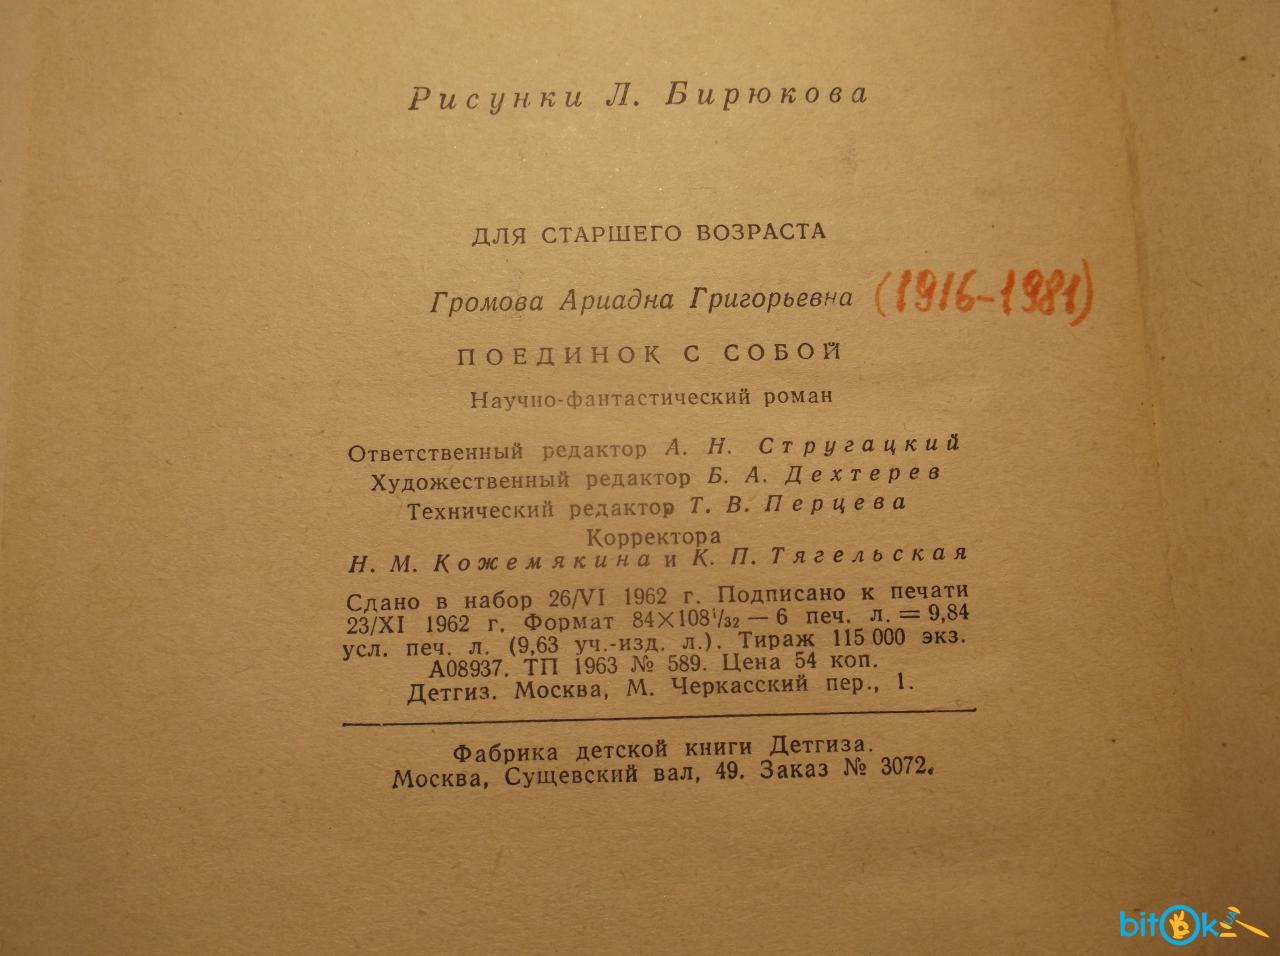 Рисунки Л. Бирюкова
ДЛЯ СТАРШЕГО ВОЗРАСТА
Громова Ариадна Григорьевна (1916-1981)
ПОЕДИНОК С СОБОЙ
Научно-фантастический роман
Ответственный редактор А. Н. Стругацкий
Художественный редактор Б. А. Дехтерев
Технический редактор Т. В. Перцева
Корректора
Н. М. Кожемякина и К. П. Тягельская
Сдано в набор 26/VI 1962 г. Подписано к печати
23/XI 1962 г. Формат 84×108¹/₃₂ — 6 печ. л. = 9,84
усл. печ. л. (9,63 уч.-изд. л.). Тираж 115 000 экз.
А08937. ТП 1963 № 589. Цена 54 коп.
Детгиз. Москва, М. Черкасский пер., 1.
Фабрика детской книги Детгиза.
Москва, Сущевский вал, 49. Заказ № 3072.
bitOk